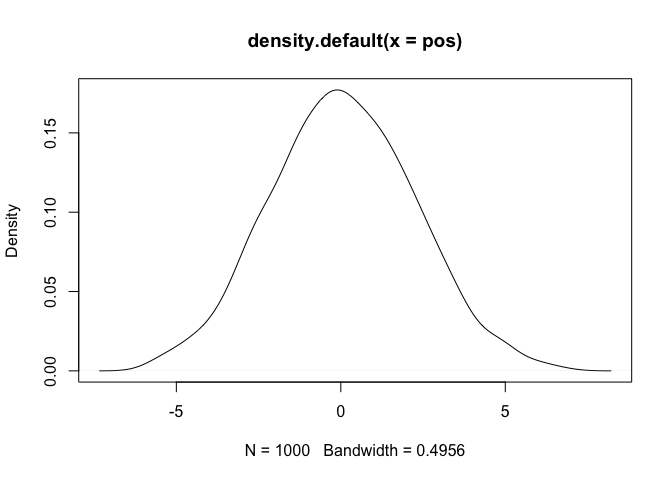 density.default(x = pos)
Density
0.15
0.10
0.05
0.00
-5 0 5
N = 1000 Bandwidth = 0.4956